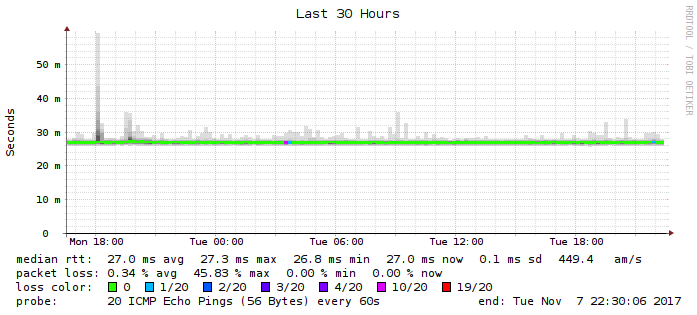 Last 30 Hours
RRDTOOL / TOBI OETIKER
Seconds
50 m
40 m
30 m
20 m
10 m
0
Mon 18:00 Tue 00:00 Tue 06:00 Tue 12:00 Tue 18:00
median rtt: 27.0 ms avg 27.3 ms max 26.8 ms min 27.0 ms now 0.1 ms sd 449.4 am/s
packet loss: 0.34 % avg 45.83 % max 0.00 % min 0.00 % now
loss color: 0 1/20 2/20 3/20 4/20 10/20 19/20
probe: 20 ICMP Echo Pings (56 Bytes) every 60s end: Tue Nov 7 22:30:06 2017